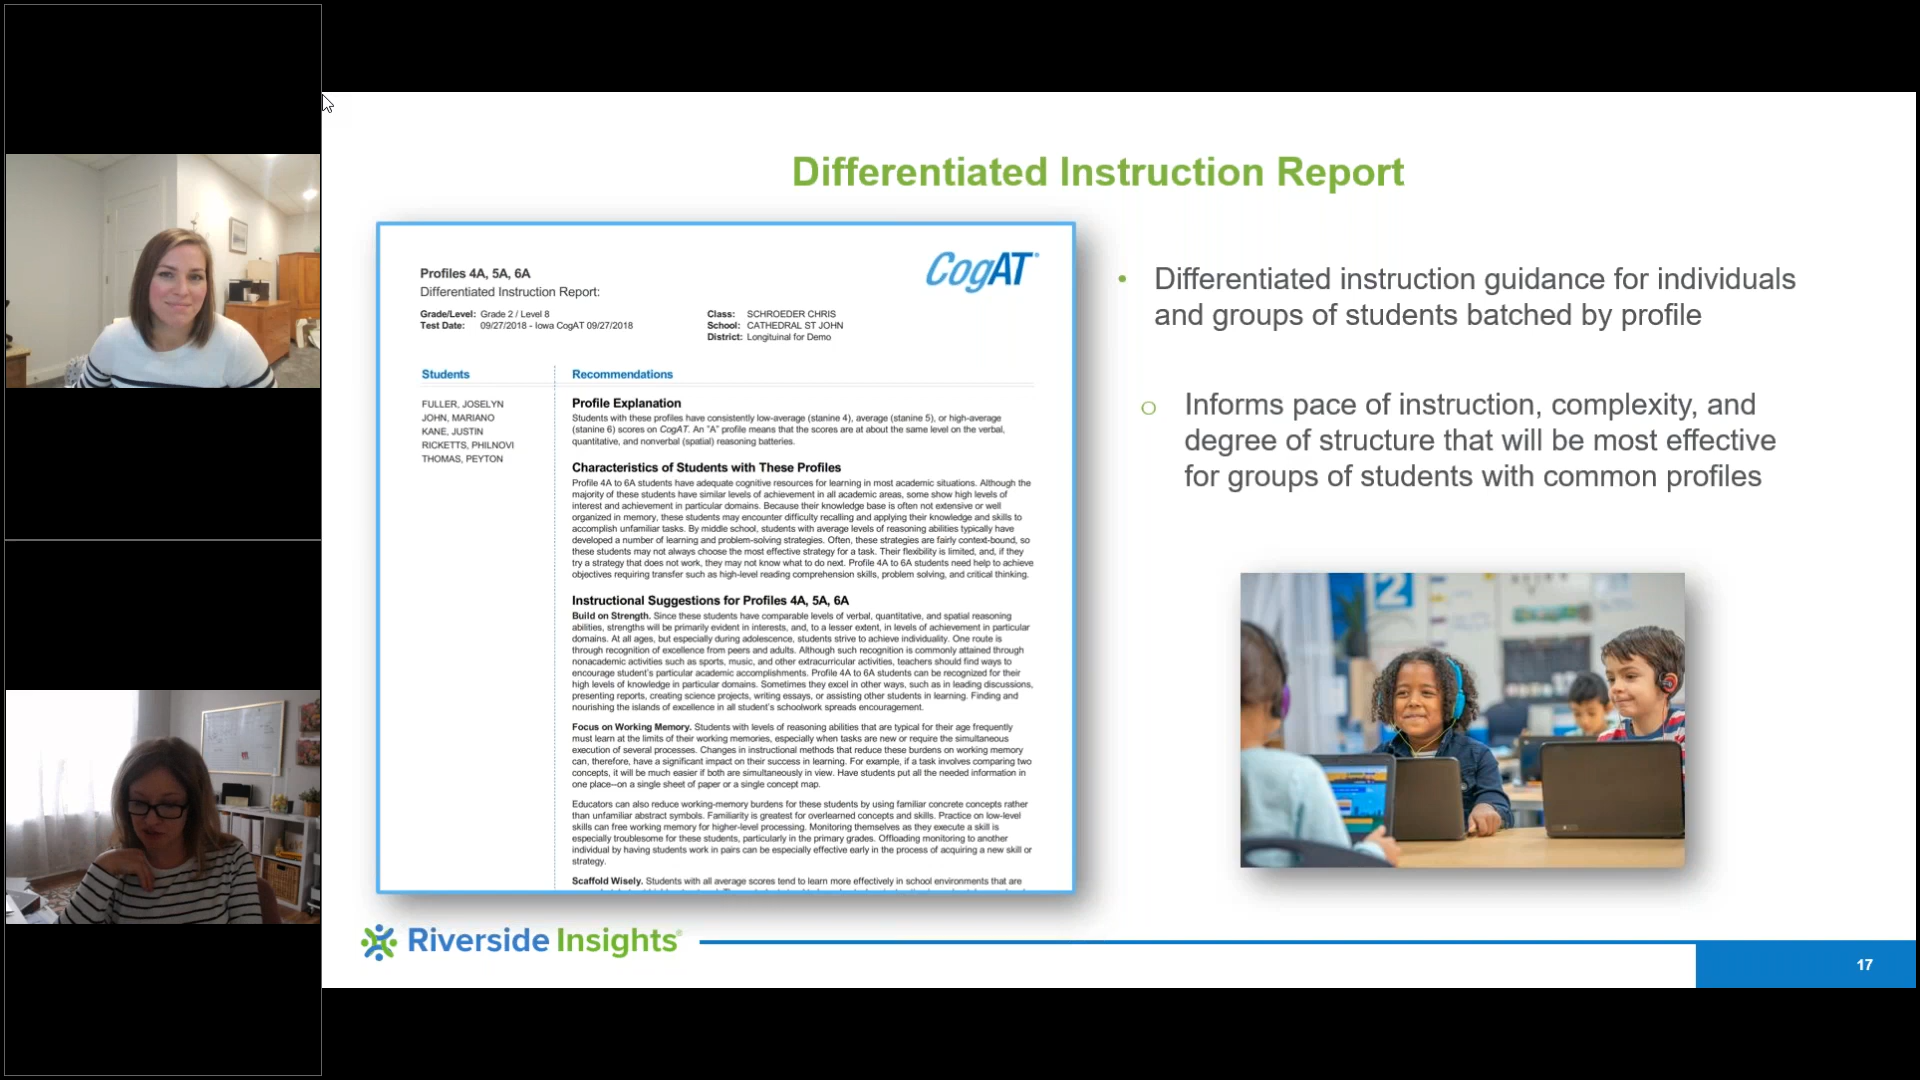 Differentiated Instruction Report
CogAT®
Profiles 4A, 5A, 6A
Differentiated Instruction Report:
Grade/Level: Grade 2 / Level 8
Test Date: 09/27/2018 - Iowa CogAT 09/27/2018
Class: SCHROEDER CHRIS
School: CATHEDRAL ST JOHN
District: Longituinal for Demo
Students
FULLER, JOSELYN
JOHN, MARIANO
KANE, JUSTIN
RICKETTS, PHILNOVI
THOMAS, PEYTON
Recommendations
Profile Explanation
Students with these profiles have consistently low-average (stanine 4), average (stanine 5), or high-average
(stanine 6) scores on CogAT. An "A" profile means that the scores are at about the same level on the verbal,
quantitative, and nonverbal (spatial) reasoning batteries.
Characteristics of Students with These Profiles
Profile 4A to 6A students have adequate cognitive resources for learning in most academic situations. Although the
majority of these students have similar levels of achievement in all academic areas, some show high levels of
interest and achievement in particular domains. Because their knowledge base is often not extensive or well
organized in memory, these students may encounter difficulty recalling and applying their knowledge and skills to
accomplish unfamiliar tasks. By middle school, students with average levels of reasoning abilities typically have
developed a number of learning and problem-solving strategies. Often, these strategies are fairly context-bound, so
these students may not always choose the most effective strategy for a task. Their flexibility is limited, and, if they
try a strategy that does not work, they may not know what to do next. Profile 4A to 6A students need help to achieve
objectives requiring transfer such as high-level reading comprehension skills, problem solving, and critical thinking.
Instructional Suggestions for Profiles 4A, 5A, 6A
Build on Strength. Since these students have comparable levels of verbal, quantitative, and spatial reasoning
abilities, strengths will be primarily evident in interests, and, to a lesser extent, in levels of achievement in particular
domains. At all ages, but especially during adolescence, students strive to achieve individuality. One route is
through recognition of excellence from peers and adults. Although such recognition is commonly attained through
nonacademic activities such as sports, music, and other extracurricular activities, teachers should find ways to
encourage student's particular academic accomplishments. Profile 4A to 6A students can be recognized for their
high levels of knowledge in particular domains. Sometimes they excel in other ways, such as in leading discussions,
presenting reports, creating science projects, writing essays, or assisting other students in learning. Finding and
nourishing the islands of excellence in all student's schoolwork spreads encouragement.
Focus on Working Memory. Students with levels of reasoning abilities that are typical for their age frequently
must learn at the limits of their working memories, especially when tasks are new or require the simultaneous
execution of several processes. Changes in instructional methods that reduce these burdens on working memory
can, therefore, have a significant impact on their success in learning. For example, if a task involves comparing two
concepts, it will be much easier if both are simultaneously in view. Have students put all the needed information in
one place--on a single sheet of paper or a single concept map.
Educators can also reduce working-memory burdens for these students by using familiar concrete concepts rather
than unfamiliar abstract symbols. Familiarity is greatest for overlearned concepts and skills. Practice on low-level
skills can free working memory for higher-level processing. Monitoring themselves as they execute a skill is
especially troublesome for these students, particularly in the primary grades. Offloading monitoring to another
individual by having students work in pairs can be especially effective early in the process of acquiring a new skill or
strategy.
Scaffold Wisely. Students with all average scores tend to learn more effectively in school environments that are
• Differentiated instruction guidance for individuals
and groups of students batched by profile
o Informs pace of instruction, complexity, and
degree of structure that will be most effective
for groups of students with common profiles
2
Riverside Insights®
17